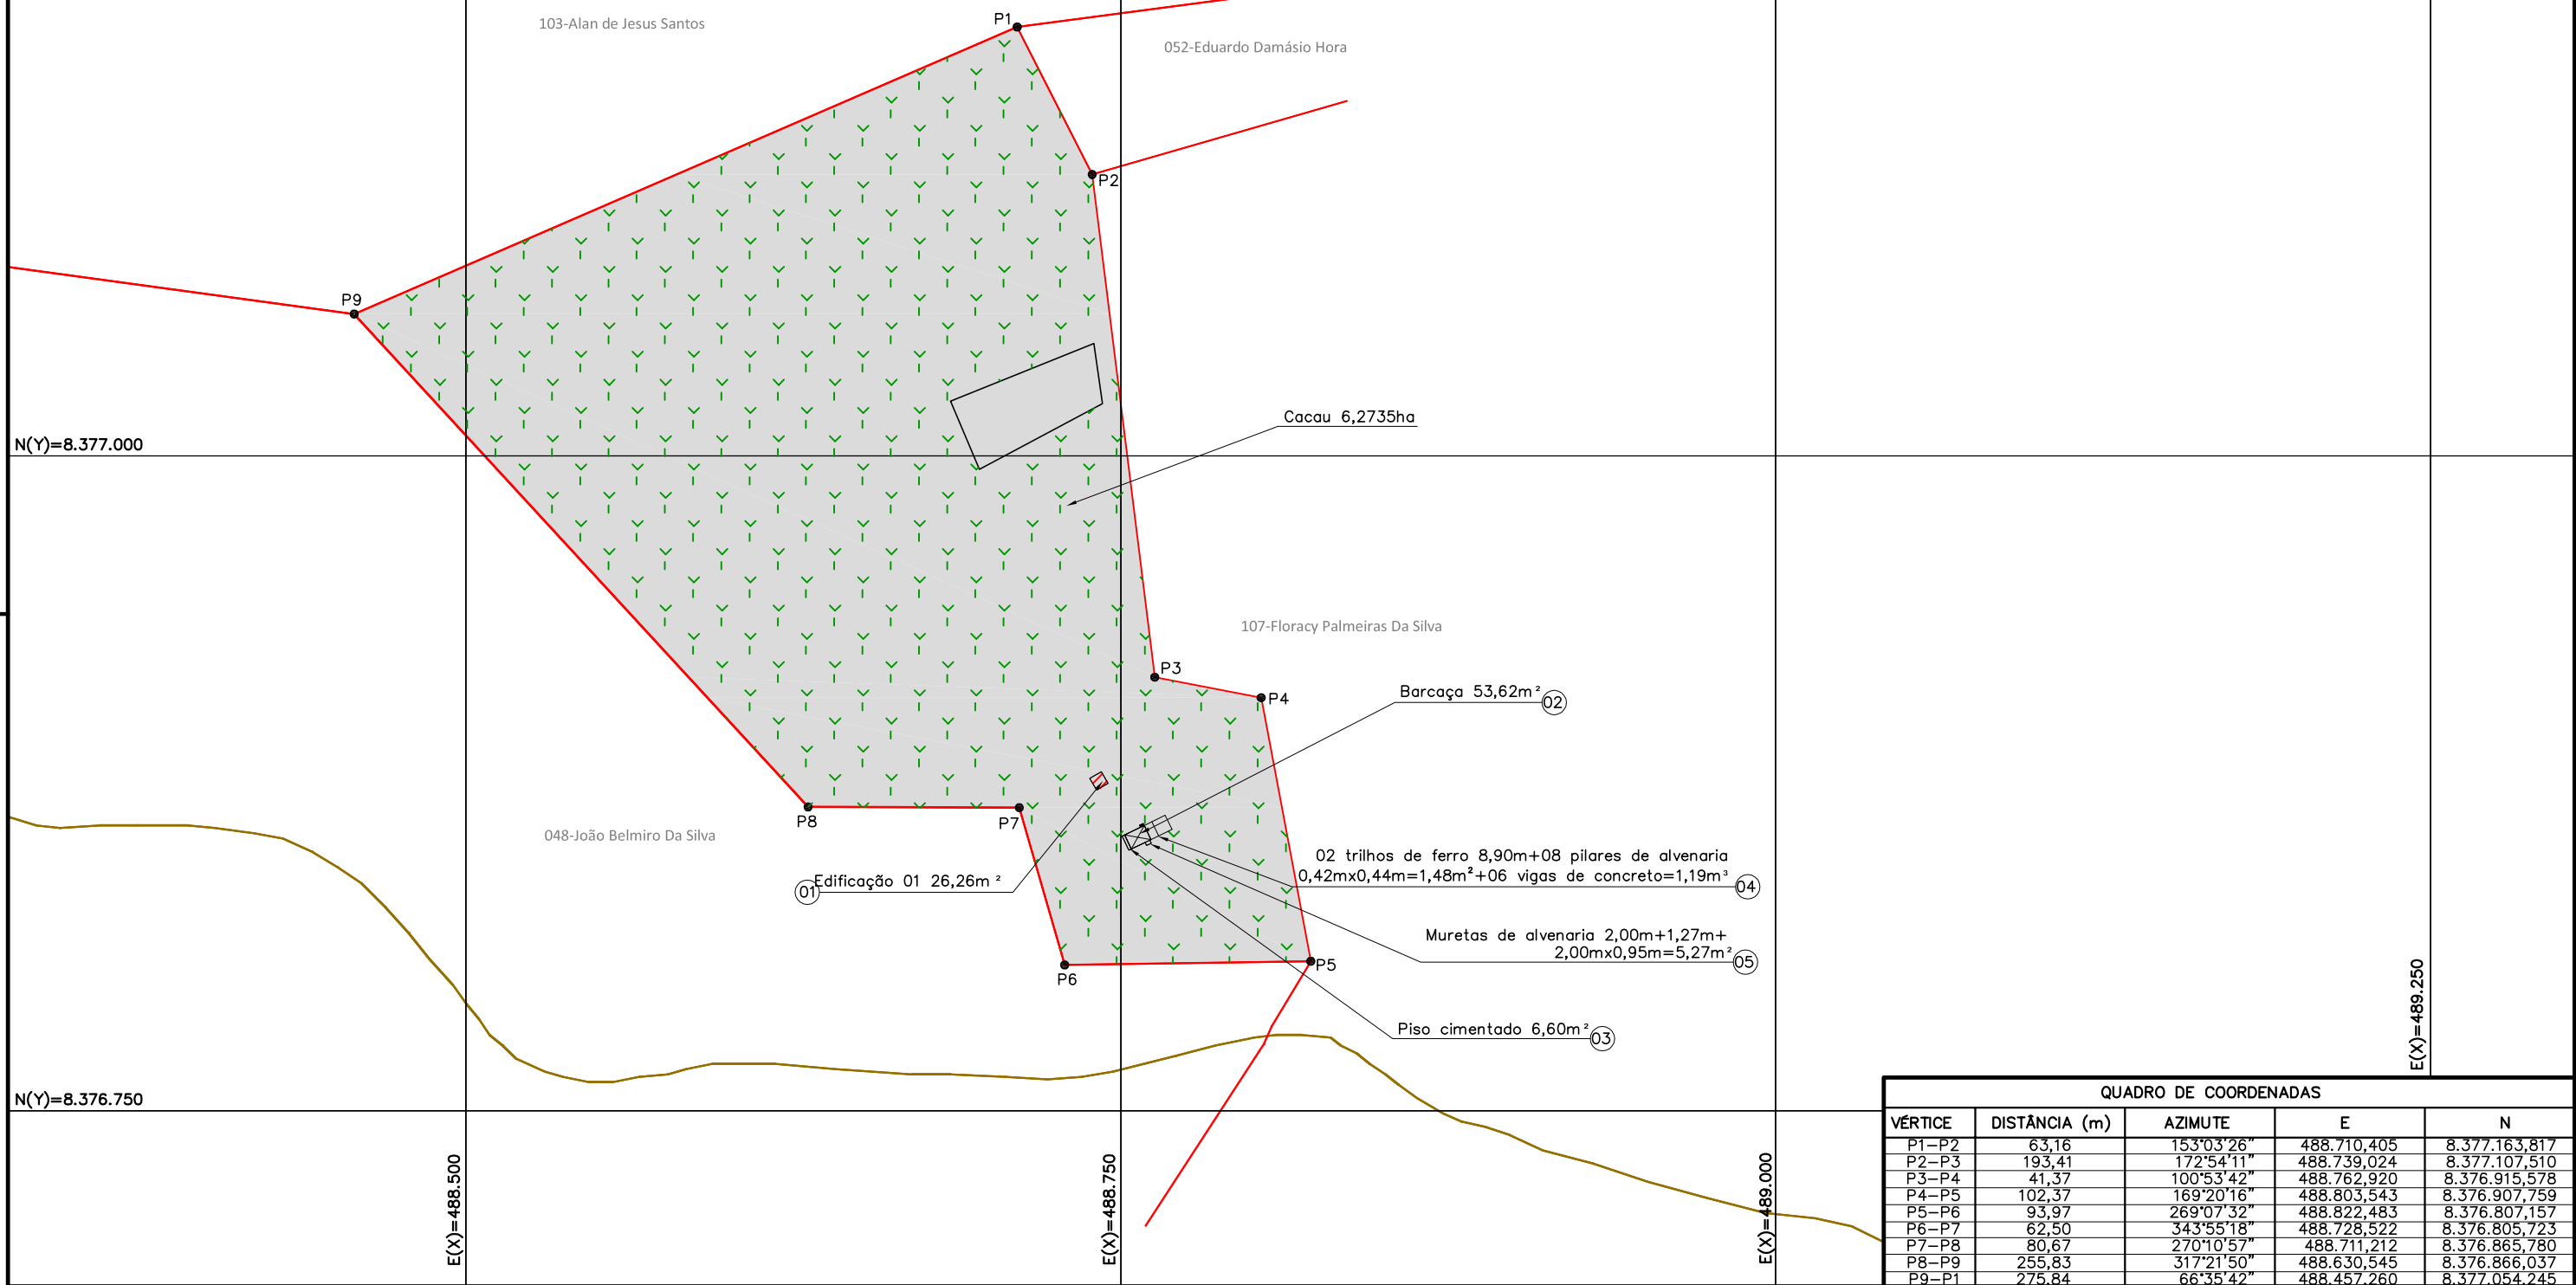 103-Alan de Jesus Santos
P1
052-Eduardo Damásio Hora
P2
P9
Cacau 6,2735ha
N(Y)=8.377.000
107-Floracy Palmeiras Da Silva
P3
P4
Barcaça 53,62m² 02
P8
P7
048-João Belmiro Da Silva
01 Edificação 01 26,26m²
02 trilhos de ferro 8,90m+08 pilares de alvenaria
0,42mx0,44m=1,48m²+06 vigas de concreto=1,19m³ 04
Muretas de alvenaria 2,00m+1,27m+
2,00mx0,95m=5,27m² 05
P6
P5
Piso cimentado 6,60m² 03
N(Y)=8.376.750
E(X)=488.500
E(X)=488.750
E(X)=489.000
E(X)=489.250
QUADRO DE COORDENADAS
VÉRTICE DISTÂNCIA (m) AZIMUTE E N
P1-P2 63,16 153°03'26" 488.710,405 8.377.163,817
P2-P3 193,41 172°54'11" 488.739,024 8.377.107,510
P3-P4 41,37 100°53'42" 488.762,920 8.376.915,578
P4-P5 102,37 169°20'16" 488.803,543 8.376.907,759
P5-P6 93,97 269°07'32" 488.822,483 8.376.807,157
P6-P7 62,50 343°55'18" 488.728,522 8.376.805,723
P7-P8 80,67 270°10'57" 488.711,212 8.376.865,780
P8-P9 255,83 317°21'50" 488.630,545 8.376.866,037
P9-P1 275,84 66°35'42" 488.457,260 8.377.054,245